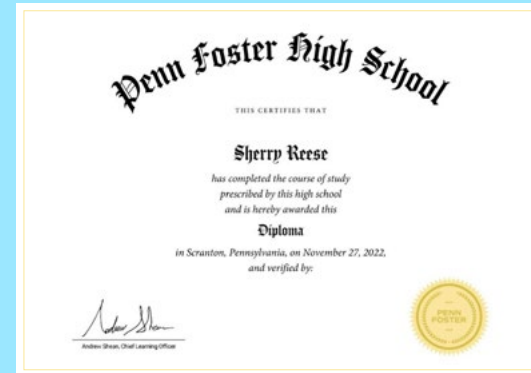 Penn Foster High School
THIS CERTIFIES THAT
Sherry Reese
has completed the course of study
prescribed by this high school
and is hereby awarded this
Diploma
in Scranton, Pennsylvania, on November 27, 2022,
and verified by:
Andrew Shean, Chief Learning Officer
PENN
FOSTER